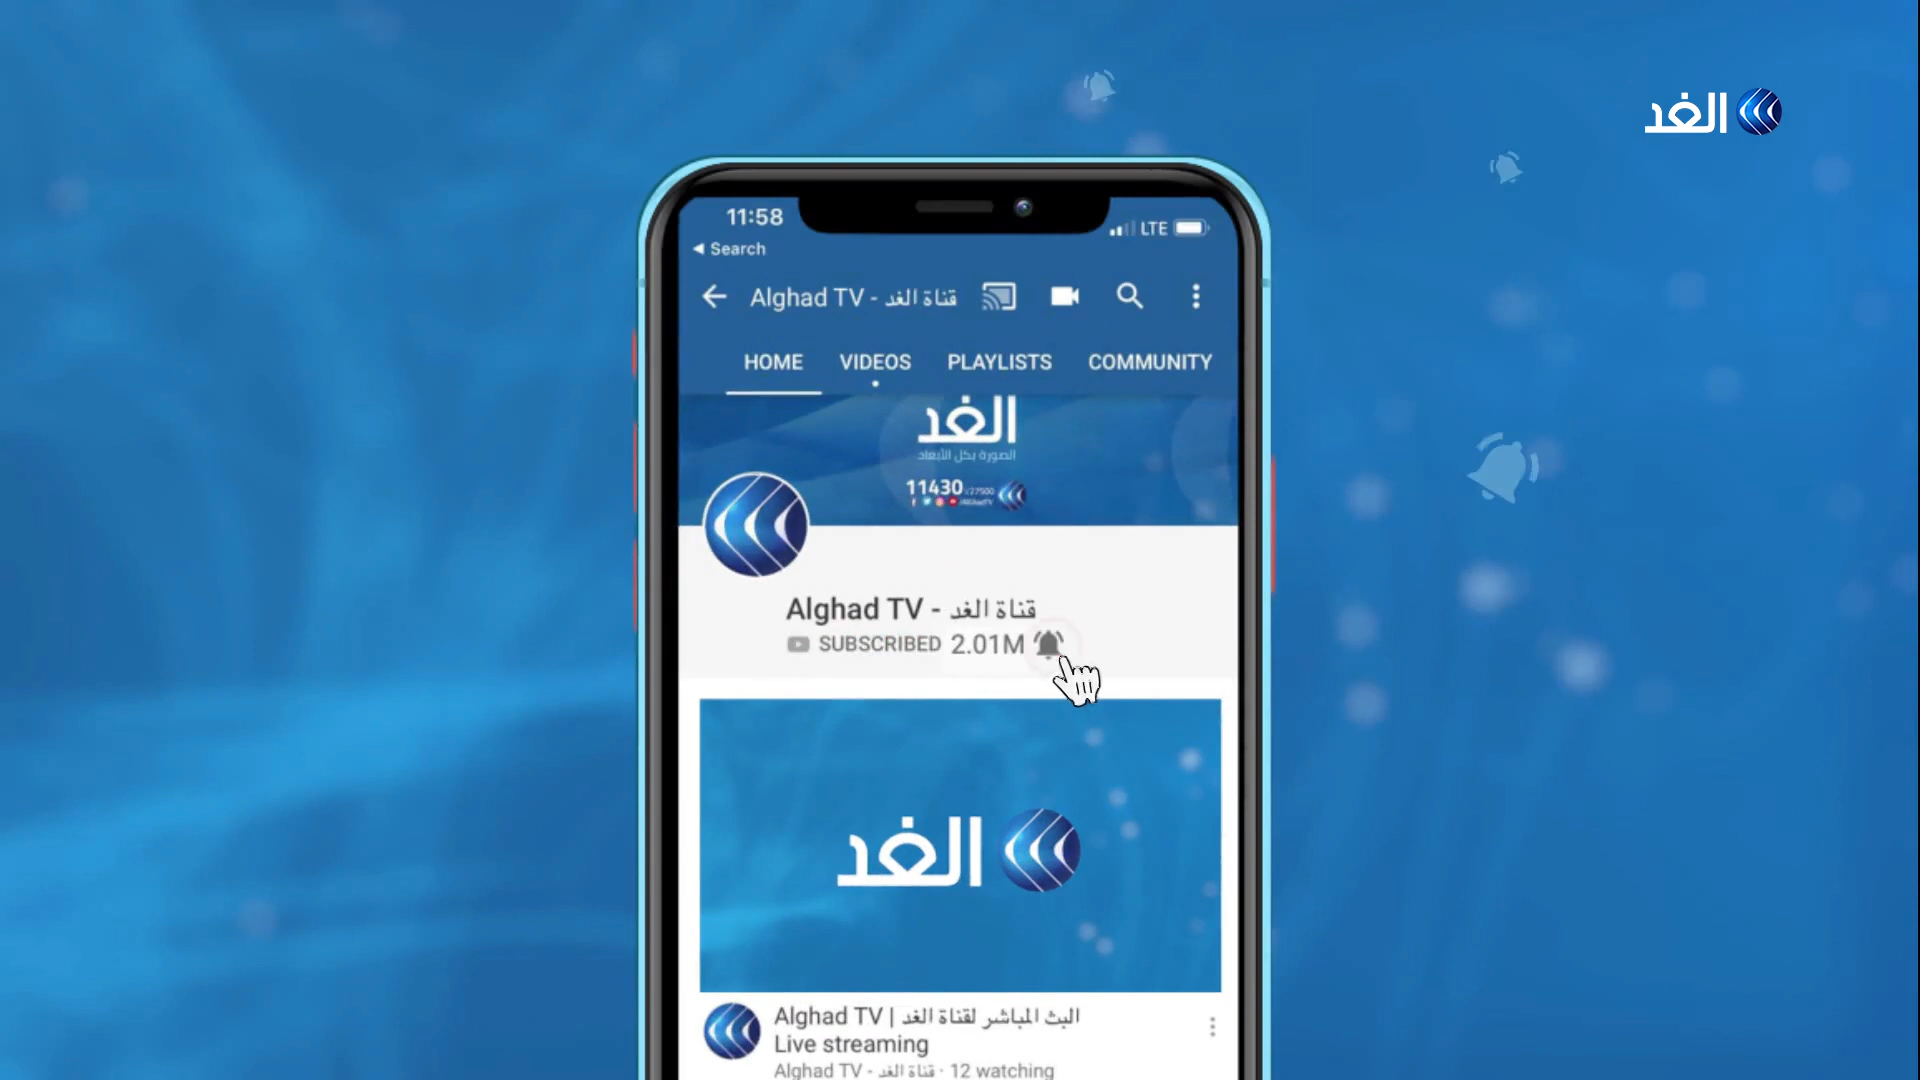 الغد
11:58
LTE
Search
Alghad TV - قناة الغد
HOME VIDEOS PLAYLISTS COMMUNITY
الغد
الصورة بكل الأبعاد
11430
27500
Alghad TV - قناة الغد
SUBSCRIBED 2.01M
الغد
Alghad TV | البث المباشر لقناة الغد
Live streaming
Alghad TV - قناة الغد · 12 watching